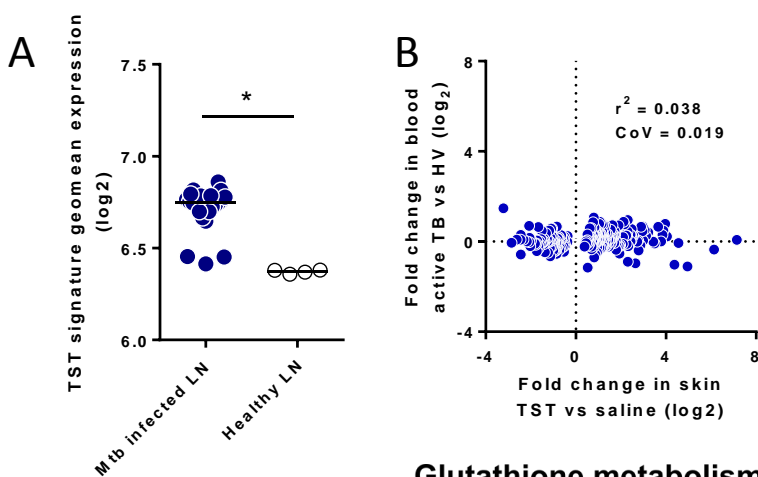 A
TST signature geomean expression
(log2)
7.5
7.0
6.5
6.0
*
Mtb infected LN
Healthy LN
B
Fold change in blood
active TB vs HV (log2)
8
4
0
-4
r2 = 0.038
CoV = 0.019
-4
0
4
8
Fold change in skin
TST vs saline (log2)
Glutathione metabolism